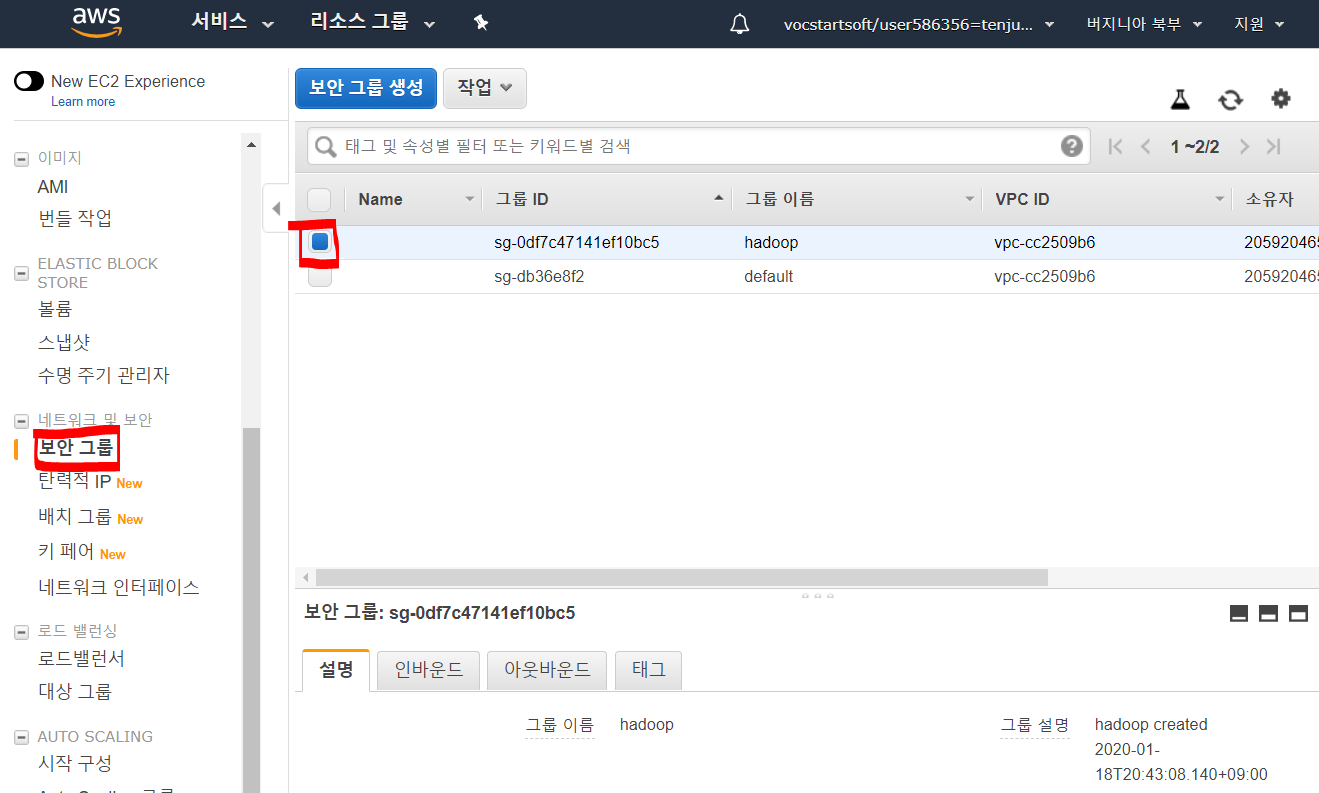 aws 서비스 리소스 그룹 vocstartsoft/user586356=tenju... 버지니아 북부 지원
New EC2 Experience
Learn more
이미지
AMI
번들 작업
ELASTIC BLOCK
STORE
볼륨
스냅샷
수명 주기 관리자
네트워크 및 보안
보안 그룹
탄력적 IP New
배치 그룹 New
키 페어 New
네트워크 인터페이스
로드 밸런싱
로드밸런서
대상 그룹
AUTO SCALING
시작 구성
보안 그룹 생성 작업
태그 및 속성별 필터 또는 키워드별 검색 ? 1 ~2/2
Name 그룹 ID 그룹 이름 VPC ID 소유자
sg-0df7c47141ef10bc5 hadoop vpc-cc2509b6 205920465
sg-db36e8f2 default vpc-cc2509b6 205920465
보안 그룹: sg-0df7c47141ef10bc5
설명 인바운드 아웃바운드 태그
그룹 이름 hadoop 그룹 설명 hadoop created
2020-01-
18T20:43:08.140+09:00